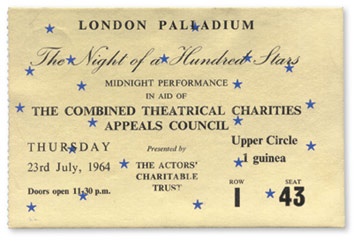 LONDON PALLADIUM
The Night of a Hundred Stars
MIDNIGHT PERFORMANCE
IN AID OF
THE COMBINED THEATRICAL CHARITIES
APPEALS COUNCIL
THURSDAY
23rd July, 1964
Doors open 11-30 p.m.
Presented by
THE ACTORS'
CHARITABLE
TRUST
Upper Circle
1 guinea
ROW
1
SEAT
43